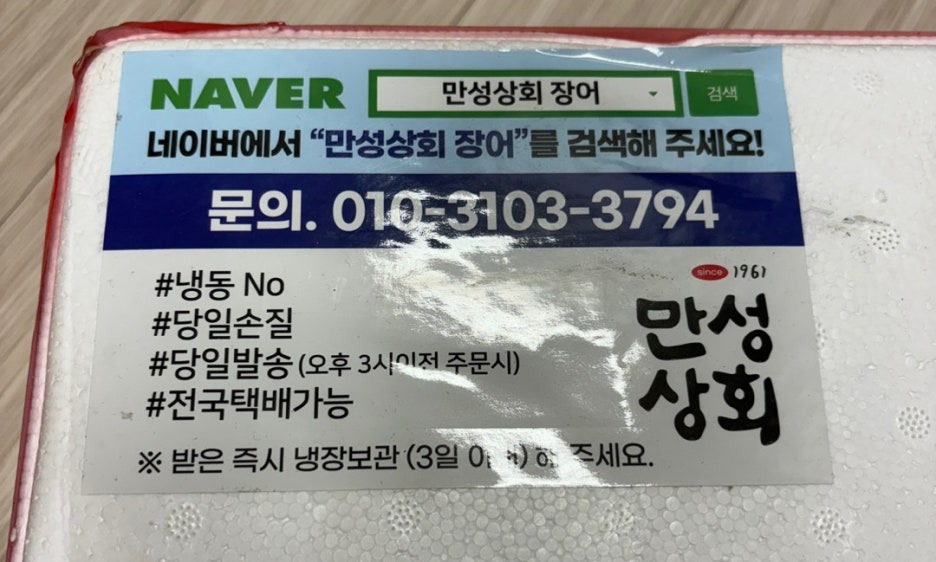 NAVER 만성상회 장어 검색
네이버에서 “만성상회 장어”를 검색해 주세요!
문의. 010-3103-3794
#냉동 No
#당일손질
#당일발송 (오후 3시이전 주문시)
#전국택배가능
※ 받은 즉시 냉장보관 (3일 해 주세요.
since 1961
만성
상회